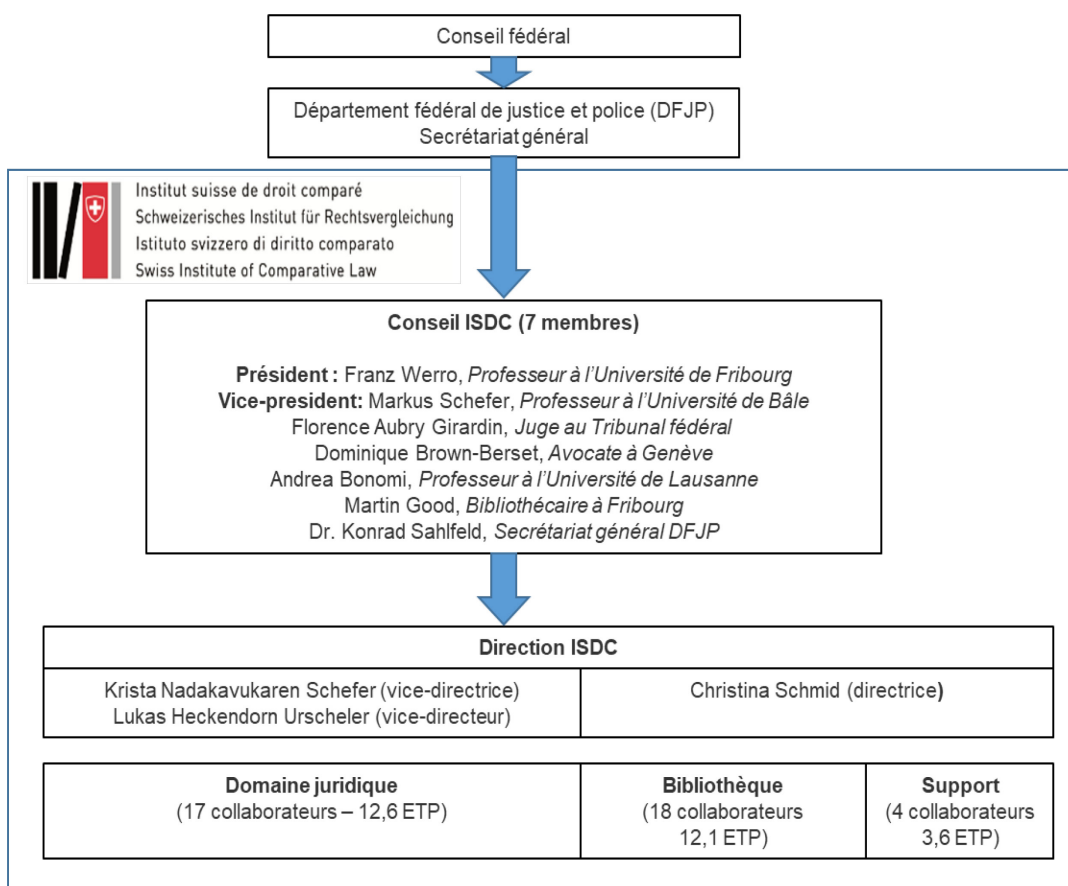 Conseil fédéral
Département fédéral de justice et police (DFJP)
Secrétariat général
Institut suisse de droit comparé
Schweizerisches Institut für Rechtsvergleichung
Istituto svizzero di diritto comparato
Swiss Institute of Comparative Law
Conseil ISDC (7 membres)
Président : Franz Werro, Professeur à l'Université de Fribourg
Vice-president: Markus Schefer, Professeur à l'Université de Bâle
Florence Aubry Girardin, Juge au Tribunal fédéral
Dominique Brown-Berset, Avocate à Genève
Andrea Bonomi, Professeur à l'Université de Lausanne
Martin Good, Bibliothécaire à Fribourg
Dr. Konrad Sahlfeld, Secrétariat général DFJP
Direction ISDC
Krista Nadakavukaren Schefer (vice-directrice)
Lukas Heckendorn Urscheler (vice-directeur)
Christina Schmid (directrice)
Domaine juridique
(17 collaborateurs – 12,6 ETP)
Bibliothèque
(18 collaborateurs
12,1 ETP)
Support
(4 collaborateurs
3,6 ETP)